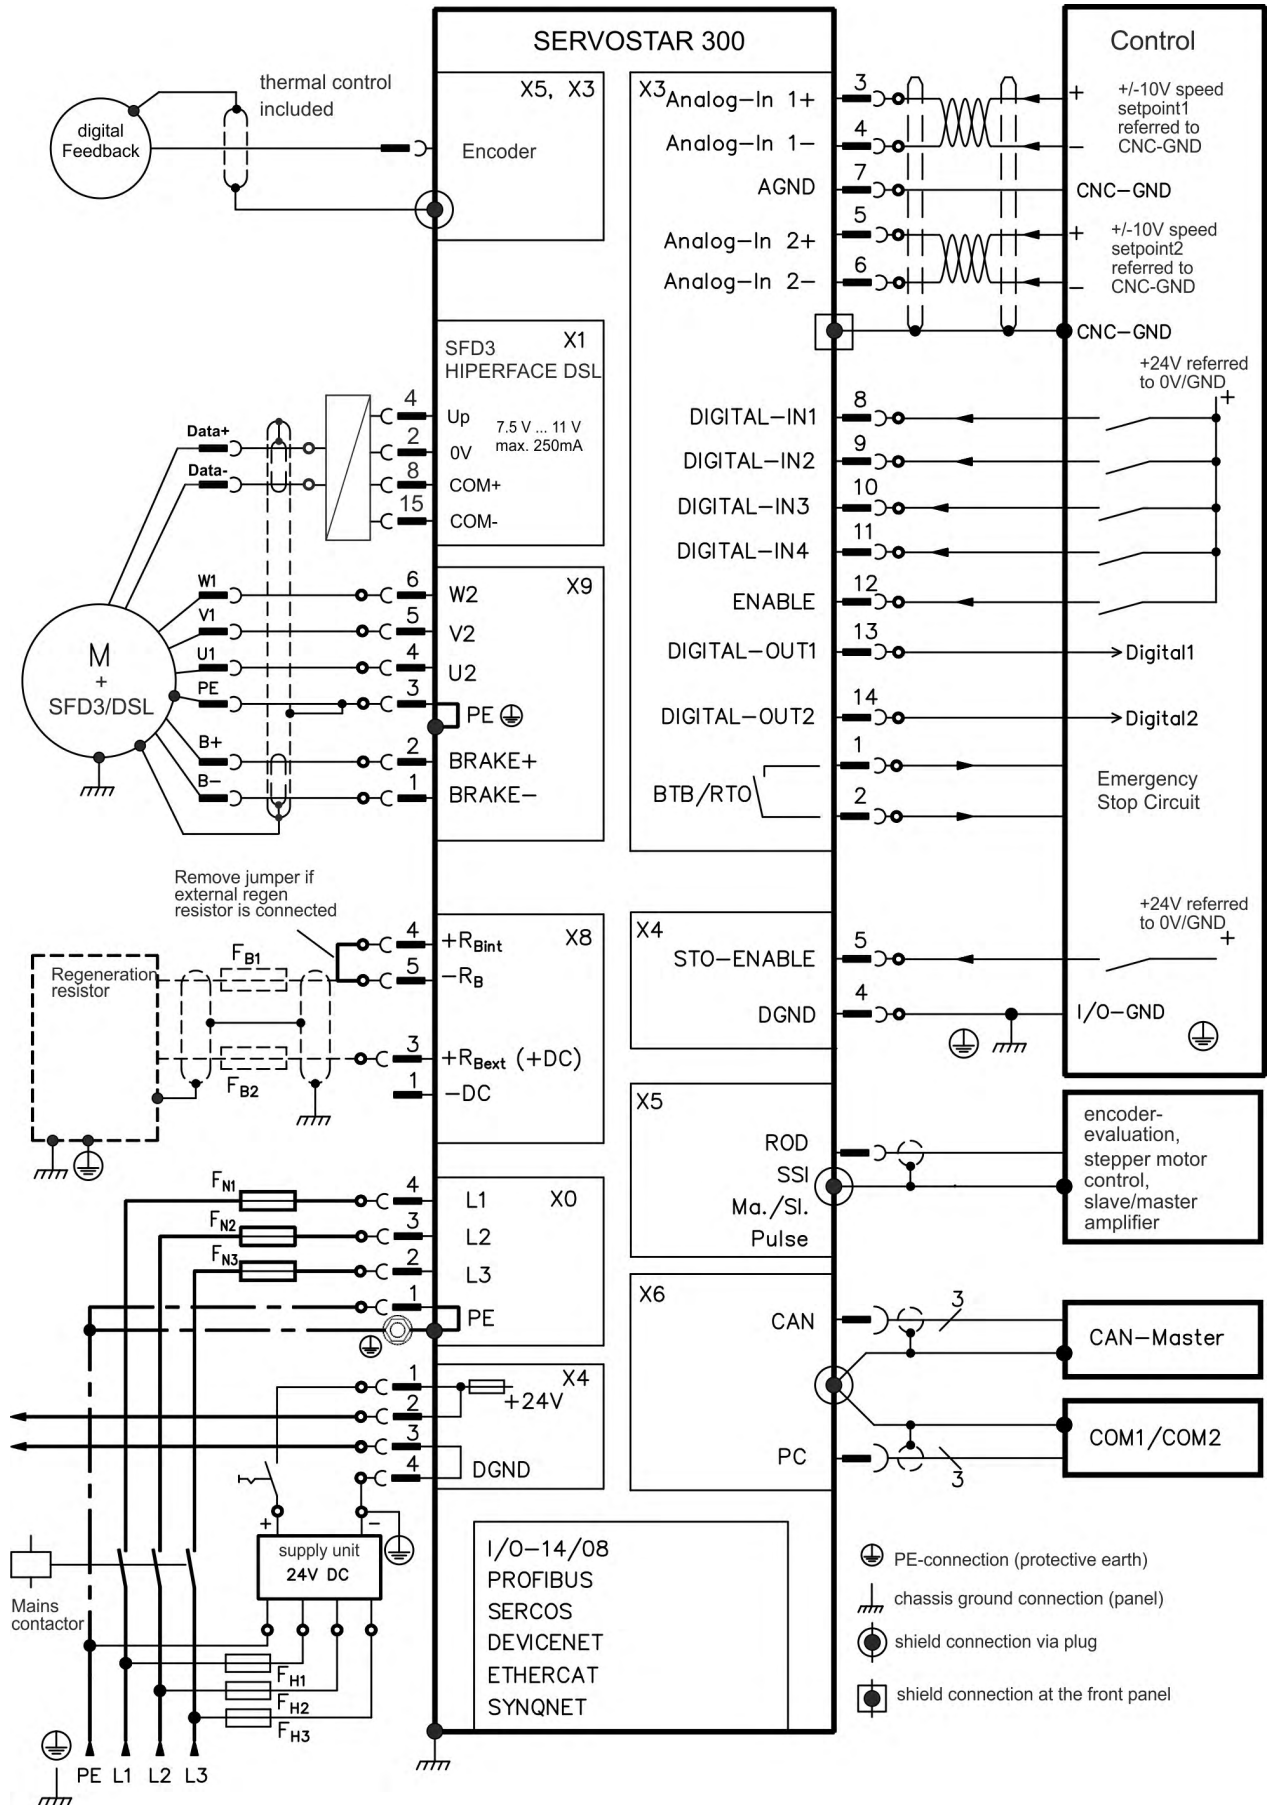 SERVOSTAR 300
Control
thermal control
included
digital
Feedback
X5, X3
Encoder
X3
Analog-In 1+
3
+
+/-10V speed
setpoint1
referred to
CNC-GND
Analog-In 1-
4
-
AGND
7
CNC-GND
Analog-In 2+
5
+
+/-10V speed
setpoint2
referred to
CNC-GND
Analog-In 2-
6
-
CNC-GND
SFD3
X1
HIPERFACE DSL
4
Up
7.5 V ... 11 V
max. 250mA
2
0V
8
COM+
15
COM-
Data+
Data-
+24V referred
to 0V/GND
+
DIGITAL-IN1
8
DIGITAL-IN2
9
DIGITAL-IN3
10
DIGITAL-IN4
11
ENABLE
12
DIGITAL-OUT1
13
Digital1
DIGITAL-OUT2
14
Digital2
BTB/RTO
1
2
Emergency
Stop Circuit
X9
M
+
SFD3/DSL
W1
6
W2
V1
5
V2
U1
4
U2
PE
3
PE
B+
2
BRAKE+
B-
1
BRAKE-
Remove jumper if
external regen
resistor is connected
X8
Regeneration
resistor
FB1
FB2
4
+RBint
5
-RB
3
+RBext (+DC)
1
-DC
X4
STO-ENABLE
5
+24V referred
to 0V/GND
+
DGND
4
I/O-GND
X5
ROD
SSI
Ma./Sl.
Pulse
encoder-
evaluation,
stepper motor
control,
slave/master
amplifier
X0
FN1
4
L1
FN2
3
L2
FN3
2
L3
1
PE
X6
CAN
3
CAN-Master
PC
3
COM1/COM2
X4
1
+24V
2
3
4
DGND
+
-
supply unit
24V DC
Mains
contactor
FH1
FH2
FH3
PE L1 L2 L3
I/O-14/08
PROFIBUS
SERCOS
DEVICENET
ETHERCAT
SYNQNET
PE-connection (protective earth)
chassis ground connection (panel)
shield connection via plug
shield connection at the front panel